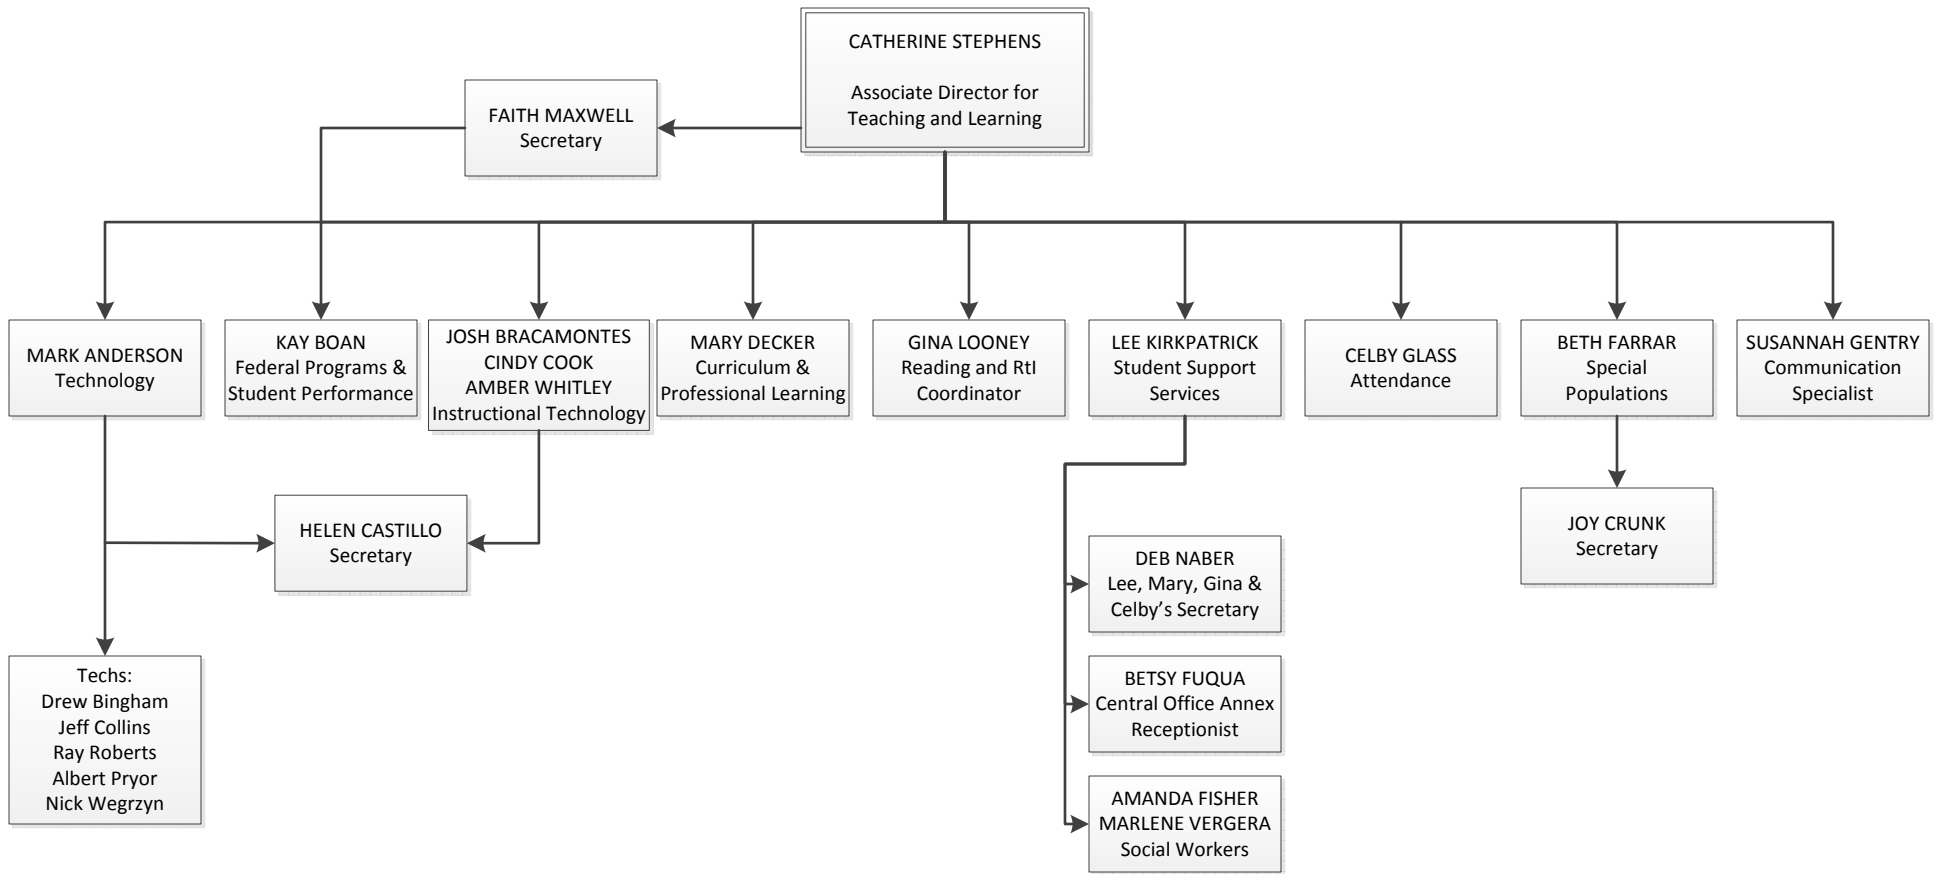 CATHERINE STEPHENS
Associate Director for
Teaching and Learning
FAITH MAXWELL
Secretary
MARK ANDERSON
Technology
KAY BOAN
Federal Programs &
Student Performance
JOSH BRACAMONTES
CINDY COOK
AMBER WHITLEY
Instructional Technology
MARY DECKER
Curriculum &
Professional Learning
GINA LOONEY
Reading and RtI
Coordinator
LEE KIRKPATRICK
Student Support
Services
CELBY GLASS
Attendance
BETH FARRAR
Special
Populations
SUSANNAH GENTRY
Communication
Specialist
HELEN CASTILLO
Secretary
JOY CRUNK
Secretary
DEB NABER
Lee, Mary, Gina &
Celby’s Secretary
BETSY FUQUA
Central Office Annex
Receptionist
AMANDA FISHER
MARLENE VERGERA
Social Workers
Techs:
Drew Bingham
Jeff Collins
Ray Roberts
Albert Pryor
Nick Wegrzyn